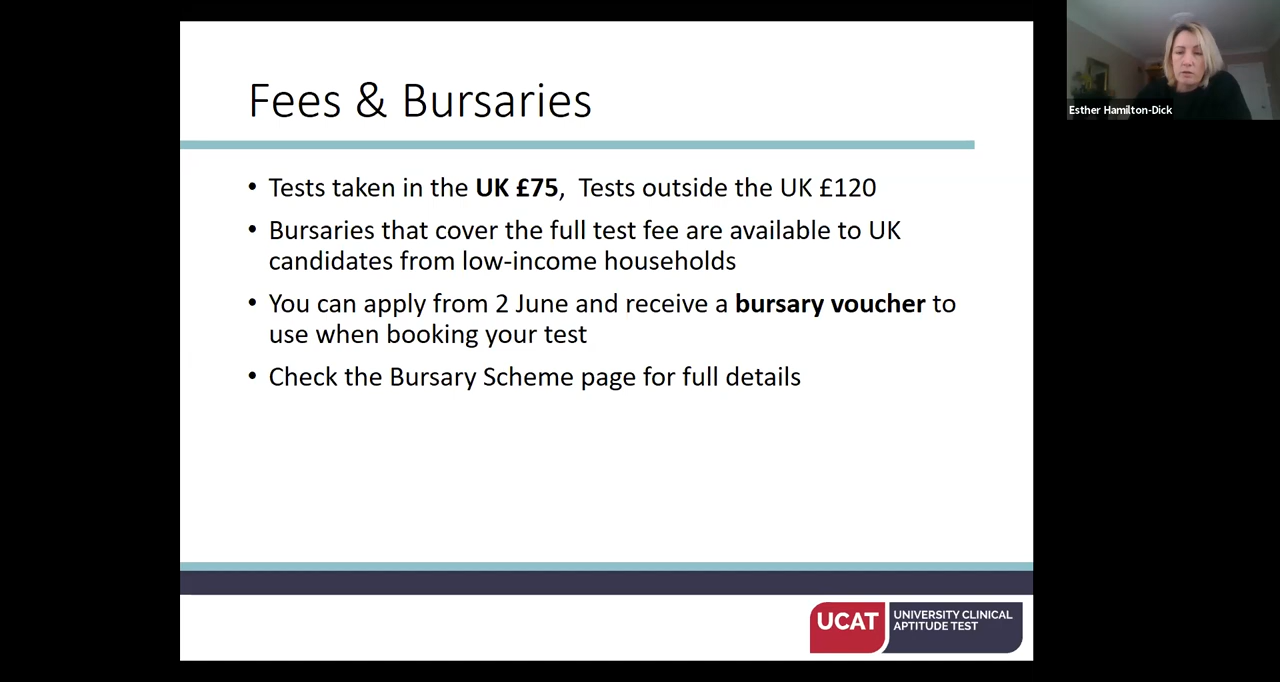 Fees & Bursaries
• Tests taken in the UK £75,  Tests outside the UK £120
• Bursaries that cover the full test fee are available to UK
candidates from low-income households
• You can apply from 2 June and receive a bursary voucher to
use when booking your test
• Check the Bursary Scheme page for full details
UCAT
UNIVERSITY CLINICAL
APTITUDE TEST
Esther Hamilton-Dick